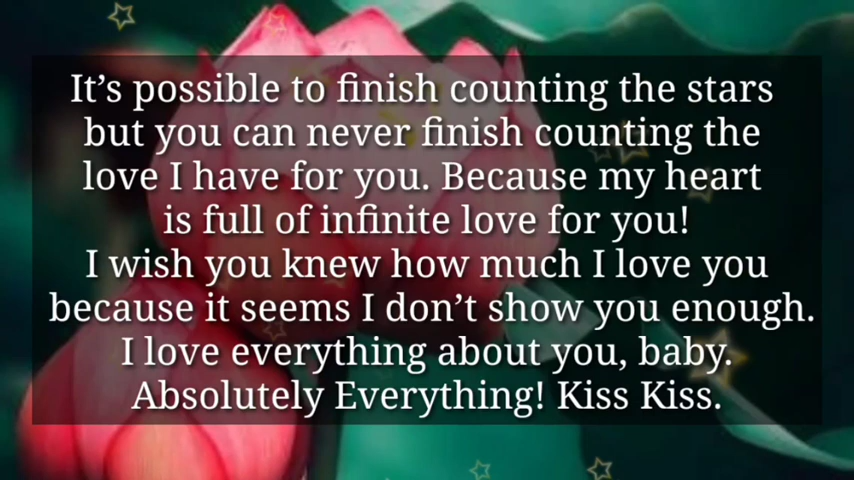 It’s possible to finish counting the stars
but you can never finish counting the
love I have for you. Because my heart
is full of infinite love for you!
I wish you knew how much I love you
because it seems I don’t show you enough.
I love everything about you, baby.
Absolutely Everything! Kiss Kiss.